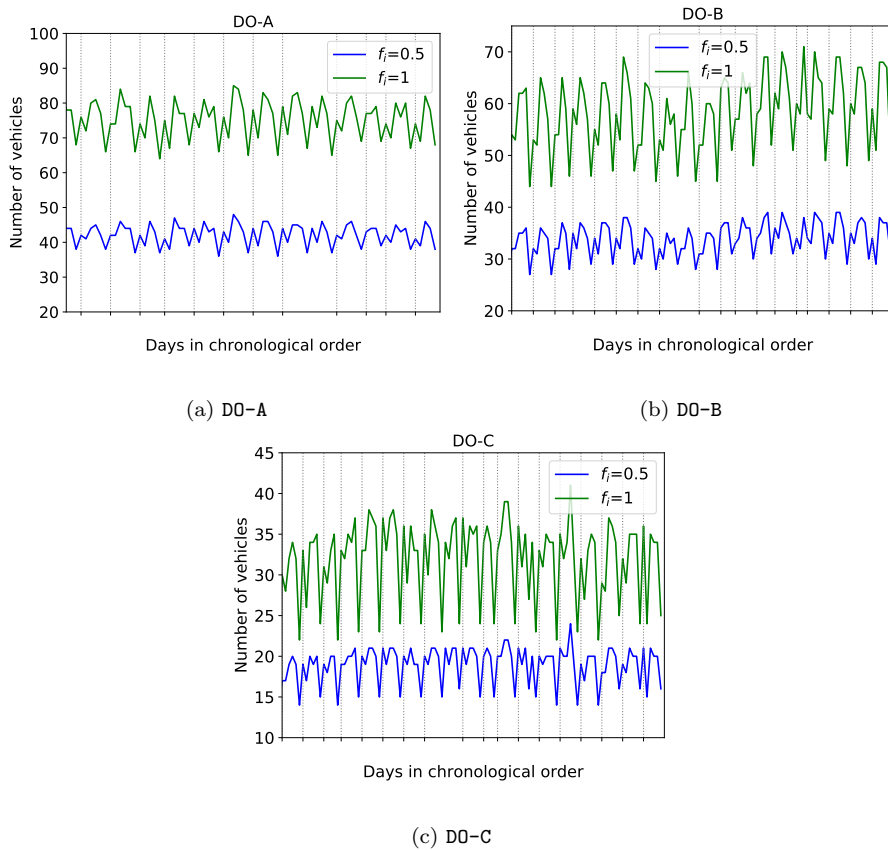 DO-A
100
90
80
70
60
50
40
30
20
Number of vehicles
f_i=0.5
f_i=1
Days in chronological order
(a) DO-A
DO-B
70
60
50
40
30
20
Number of vehicles
f_i=0.5
f_i=1
Days in chronological order
(b) DO-B
DO-C
45
40
35
30
25
20
15
10
Number of vehicles
f_i=0.5
f_i=1
Days in chronological order
(c) DO-C